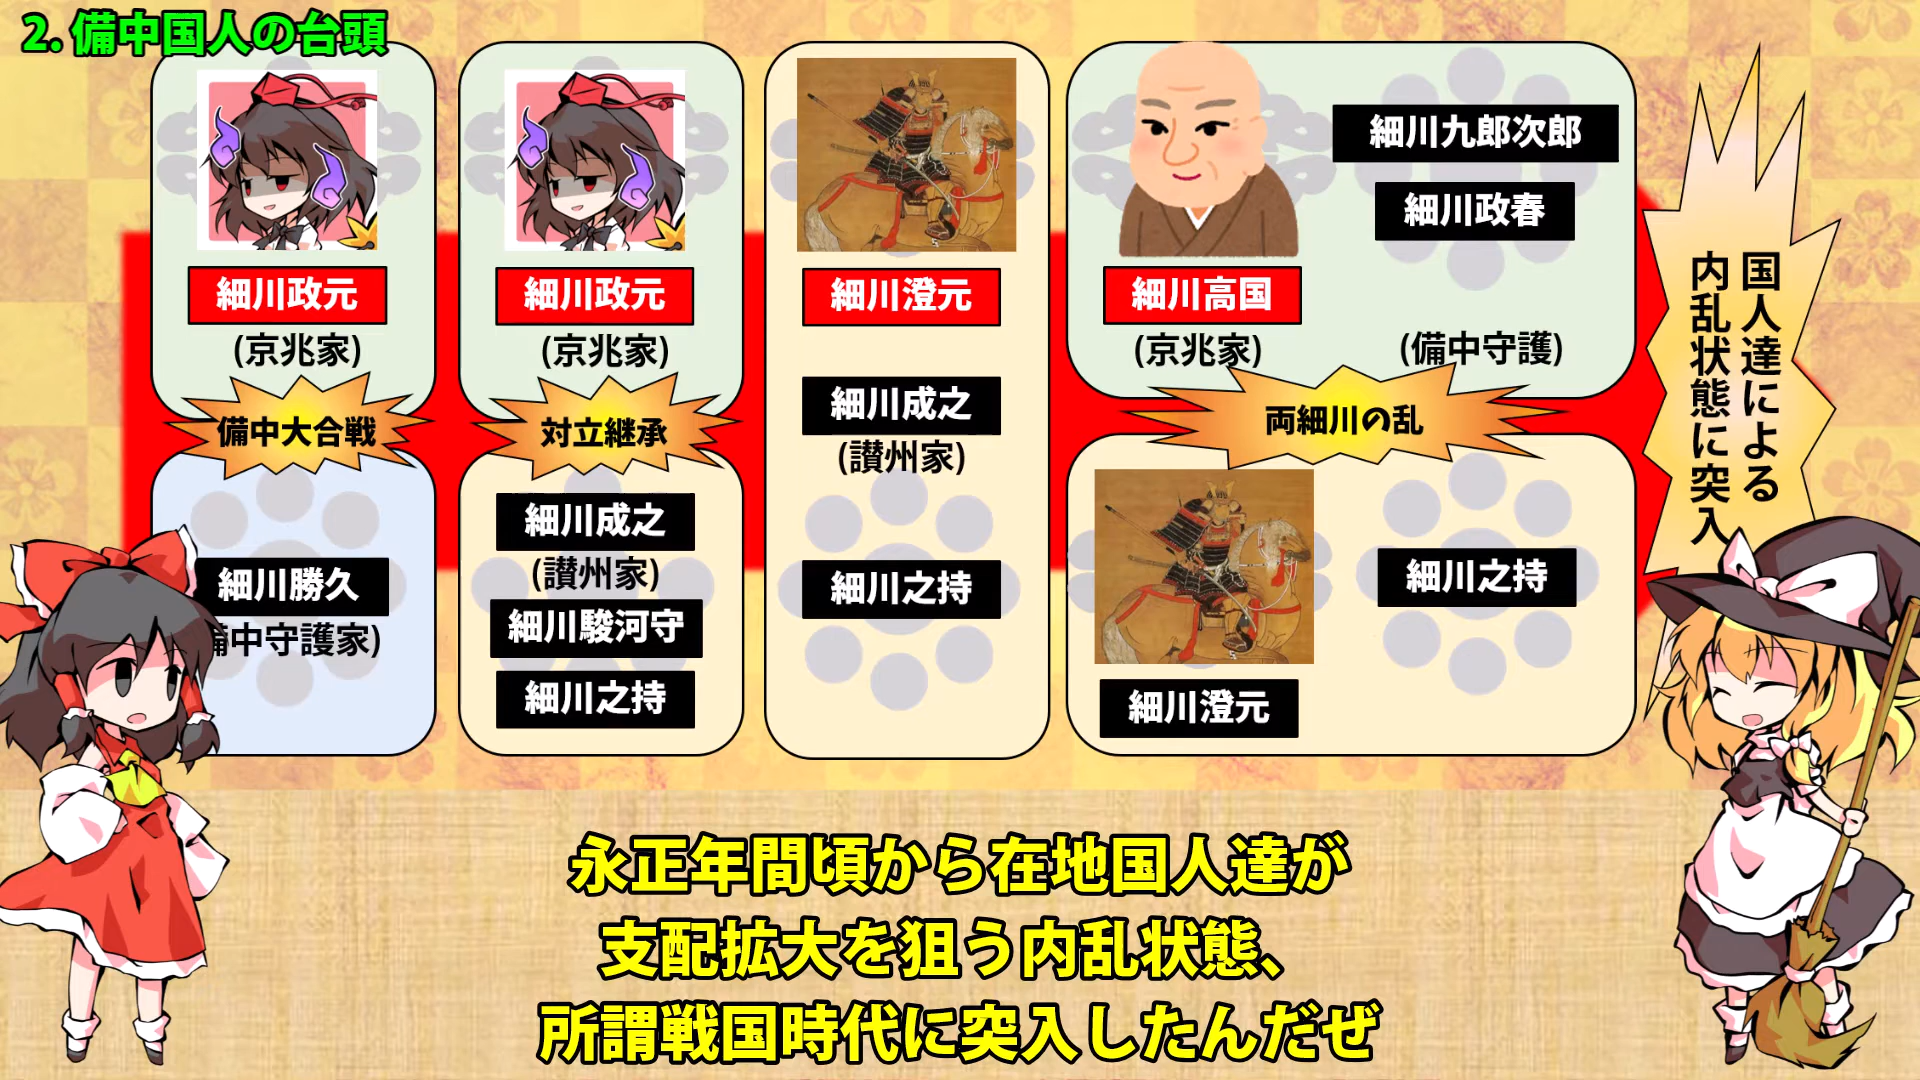 2. 備中国人の台頭
細川政元
(京兆家)
備中大合戦
細川勝久
備中守護家)
細川政元
(京兆家)
対立継承
細川成之
(讃州家)
細川駿河守
細川之持
細川澄元
細川成之
(讃州家)
細川之持
細川高国
(京兆家)
細川九郎次郎
細川政春
(備中守護)
両細川の乱
細川澄元
細川之持
国人達による
内乱状態に突入
永正年間頃から在地国人達が
支配拡大を狙う内乱状態、
所謂戦国時代に突入したんだぜ